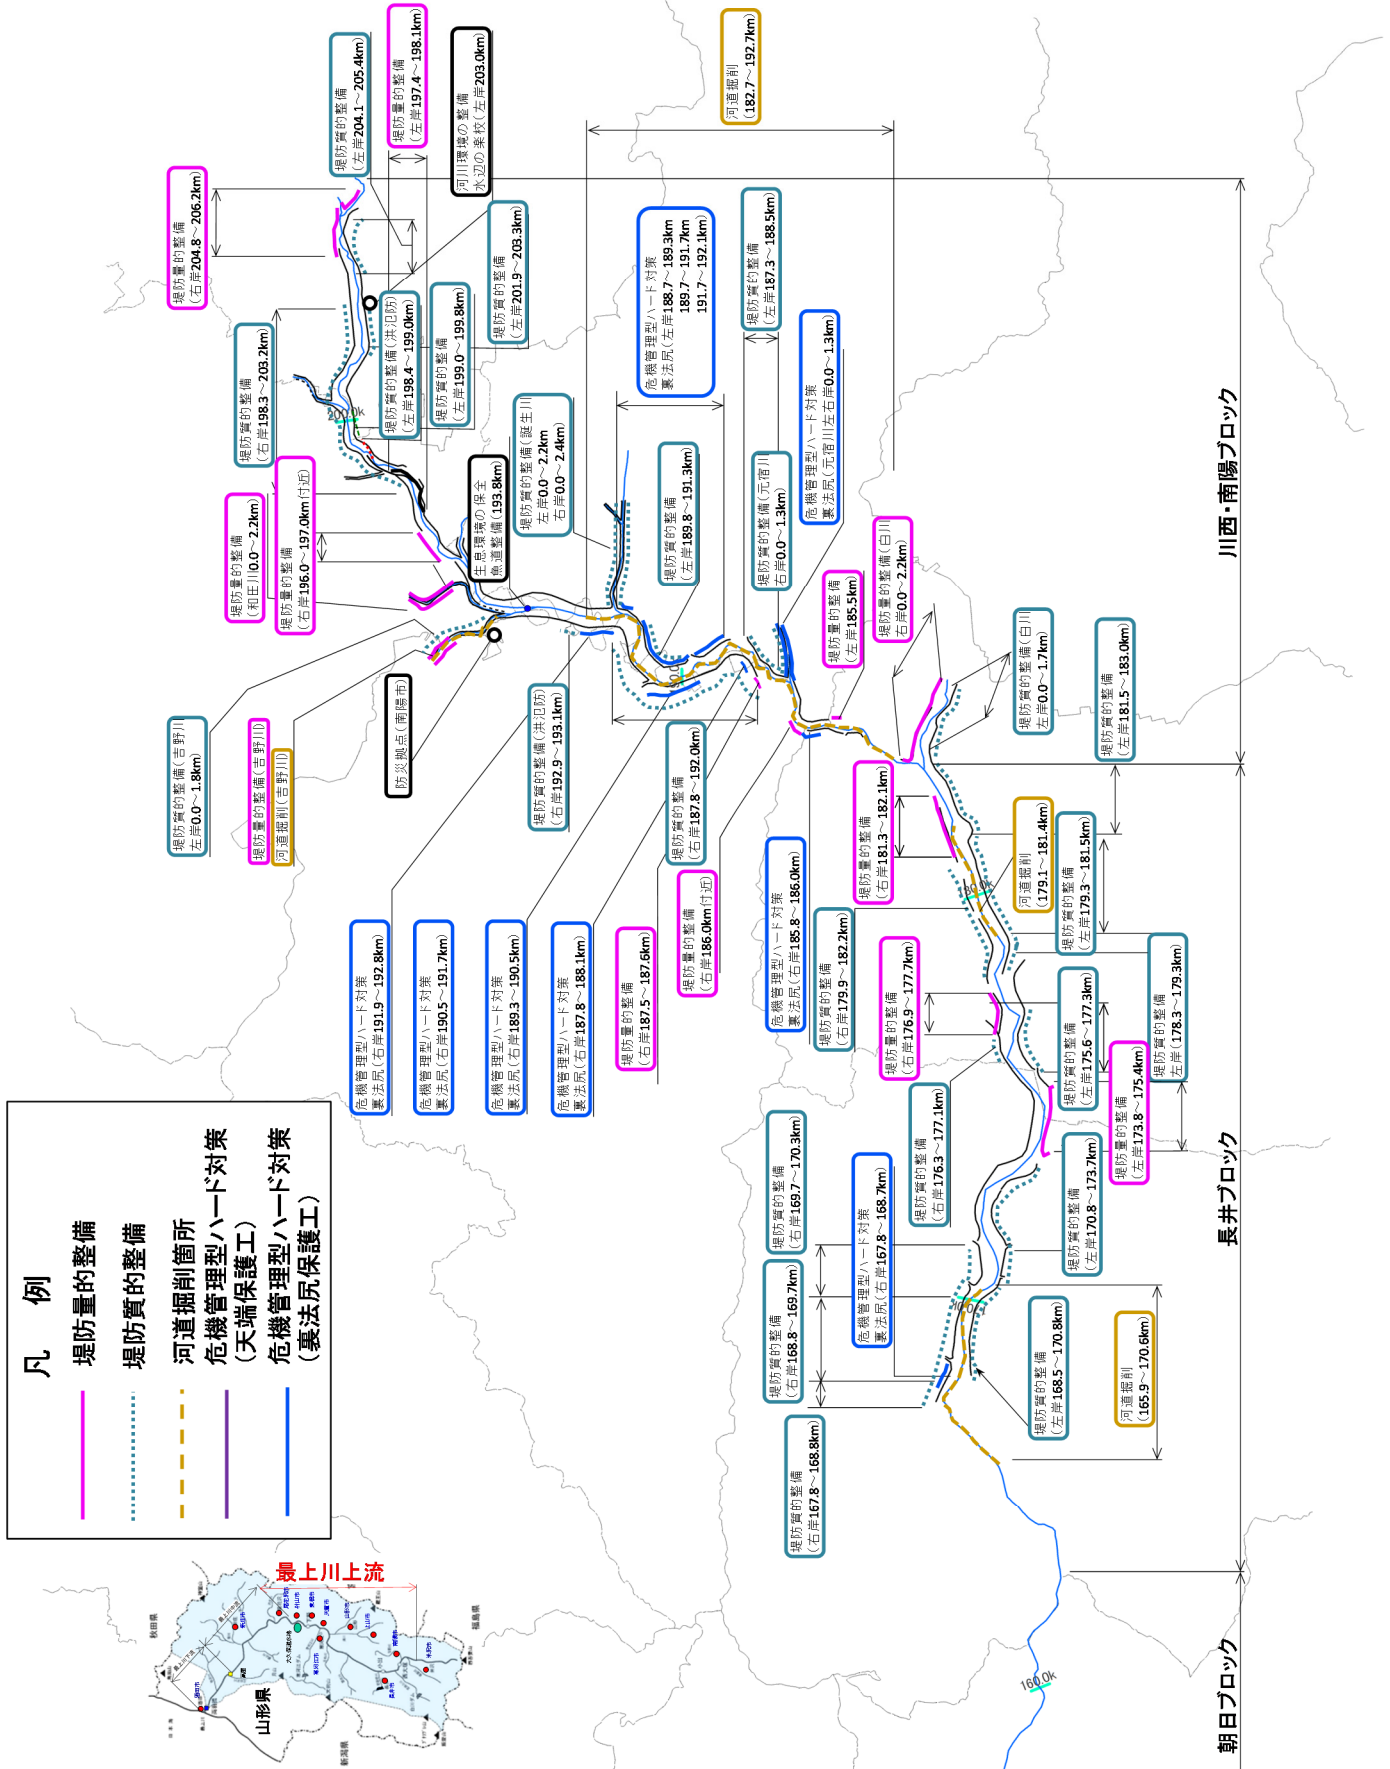 凡 例
堤防量的整備
堤防質的整備
河道掘削箇所
危機管理型ハード対策
(天端保護工)
危機管理型ハード対策
(裏法尻保護工)
最上川上流
山形県
秋田県
新潟県
福島県
朝日ブロック
長井ブロック
川西・南陽ブロック
160.0k
200.0k
堤防質的整備
(右岸167.8～168.8km)
堤防質的整備
(右岸168.8～169.7km)
堤防質的整備
(右岸169.7～170.3km)
危機管理型ハード対策
裏法尻(右岸167.8～168.7km)
河道掘削
(165.9～170.6km)
堤防質的整備
(左岸168.5～170.8km)
堤防質的整備
(左岸170.8～173.7km)
堤防量的整備
(左岸173.8～175.4km)
堤防質的整備
(右岸176.3～177.1km)
堤防質的整備
(左岸175.6～177.3km)
堤防質的整備
左岸(178.3～179.3km)
堤防量的整備
(右岸176.9～177.7km)
堤防質的整備
(右岸179.9～182.2km)
堤防質的整備
(左岸179.3～181.5km)
河道掘削
(179.1～181.4km)
堤防量的整備
(右岸181.3～182.1km)
堤防質的整備
(左岸181.5～183.0km)
堤防質的整備(白川
左岸0.0～1.7km)
堤防量的整備(白川
右岸0.0～2.2km)
堤防量的整備
(左岸185.5km)
危機管理型ハード対策
裏法尻(右岸185.8～186.0km)
堤防量的整備
(右岸186.0km付近)
堤防量的整備
(右岸187.5～187.6km)
危機管理型ハード対策
裏法尻(右岸187.8～188.1km)
危機管理型ハード対策
裏法尻(右岸189.3～190.5km)
危機管理型ハード対策
裏法尻(右岸190.5～191.7km)
危機管理型ハード対策
裏法尻(右岸191.9～192.8km)
堤防質的整備
(右岸187.8～192.0km)
堤防質的整備(洪氾防)
(右岸192.9～193.1km)
危機管理型ハード対策
裏法尻(元宿川左右岸0.0～1.3km)
堤防質的整備(元宿川
右岸0.0～1.3km)
堤防質的整備
(左岸187.3～188.5km)
堤防質的整備
(左岸189.8～191.3km)
危機管理型ハード対策
裏法尻(左岸188.7～189.3km
189.7～191.7km
191.7～192.1km)
河道掘削
(182.7～192.7km)
堤防質的整備(誕生川
左岸0.0～2.2km
右岸0.0～2.4km)
生息環境の保全
魚道整備(193.8km)
防災拠点(南陽市)
堤防質的整備(吉野川
左岸0.0～1.8km)
堤防量的整備(吉野川)
河道掘削(吉野川)
堤防量的整備
(和田川0.0～2.2km)
堤防量的整備
(右岸196.0～197.0km付近)
堤防質的整備
(右岸198.3～203.2km)
堤防質的整備(洪氾防)
(左岸198.4～199.0km)
堤防質的整備
(左岸199.0～199.8km)
堤防質的整備
(左岸201.9～203.3km)
堤防量的整備
(右岸204.8～206.2km)
堤防質的整備
(左岸204.1～205.4km)
堤防量的整備
(左岸197.4～198.1km)
河川環境の整備
水辺の楽校(左岸203.0km)